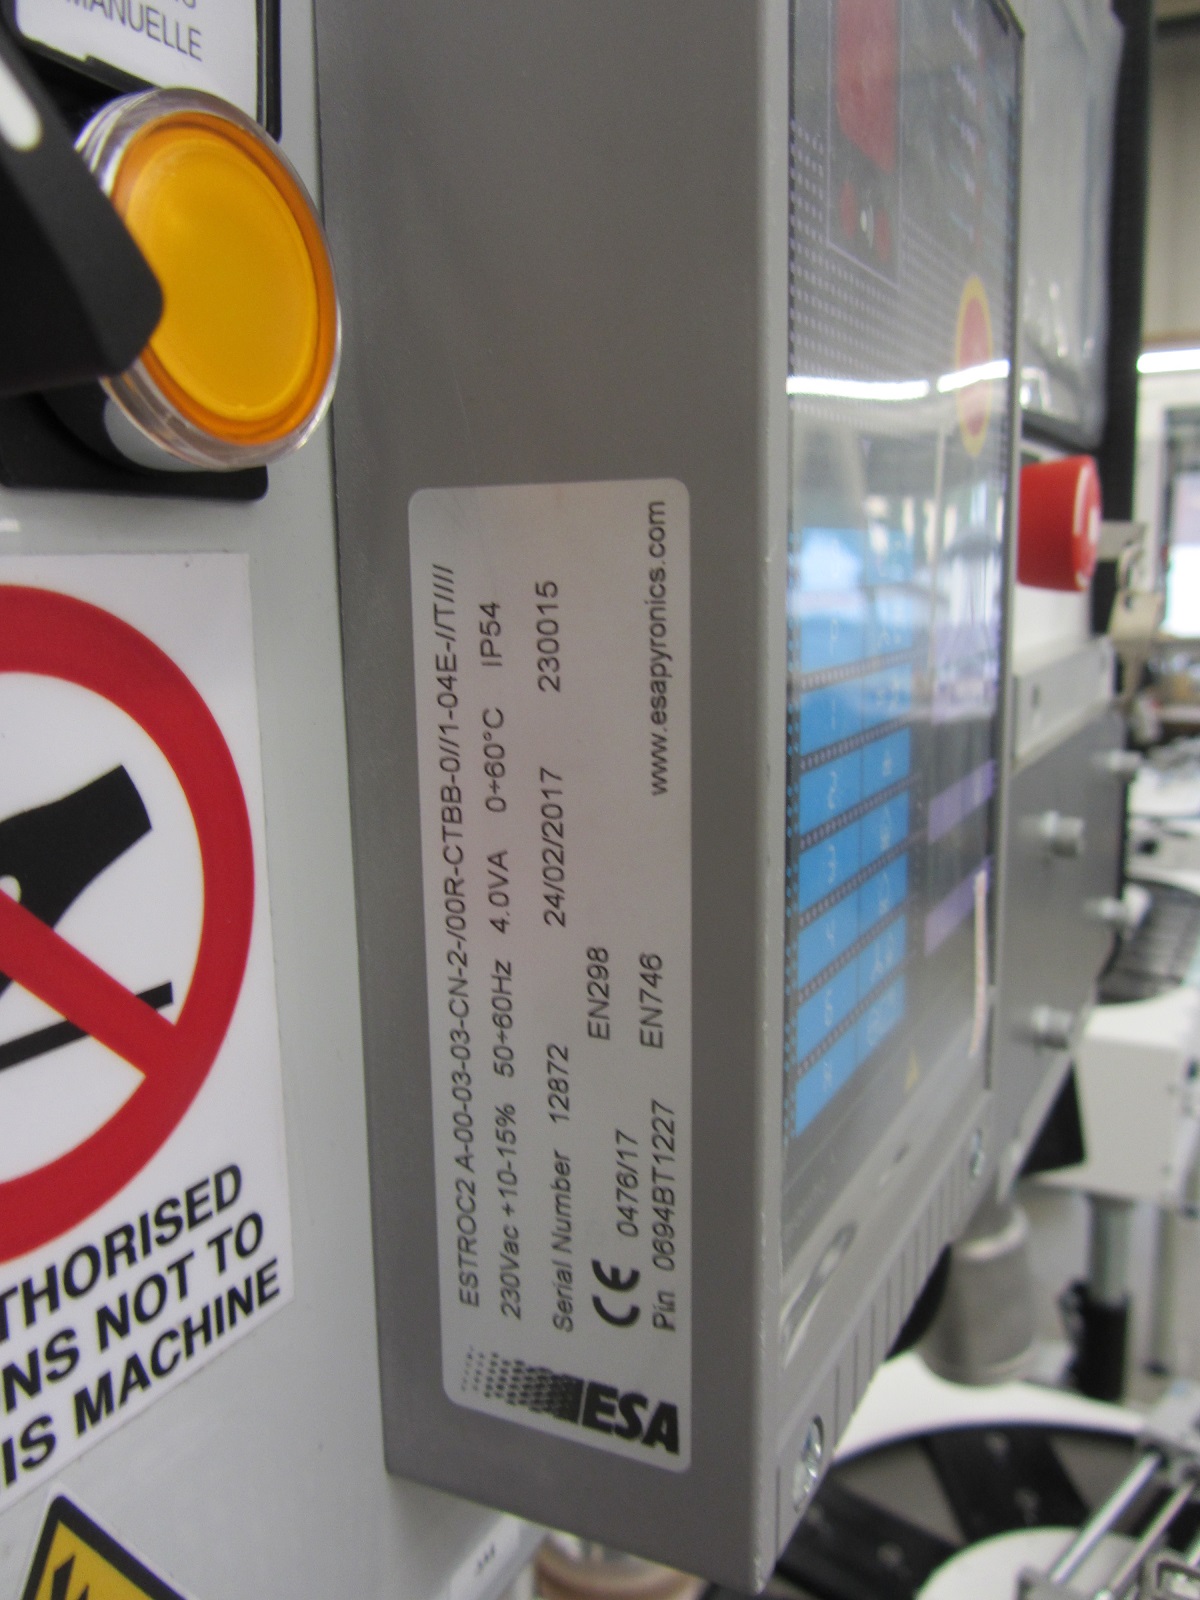 MANUELLE
THORISED
NS NOT TO
IS MACHINE
ESTROC2 A-00-03-03-CN-2-/00R-CTBB-0//1-04E-//T////
230Vac +10-15% 50÷60Hz 4.0VA 0÷60°C IP54
Serial Number 12872 24/02/2017 230015
CE 0476/17 EN298
Pin 0694BT1227 EN746 www.esapyronics.com
ESA